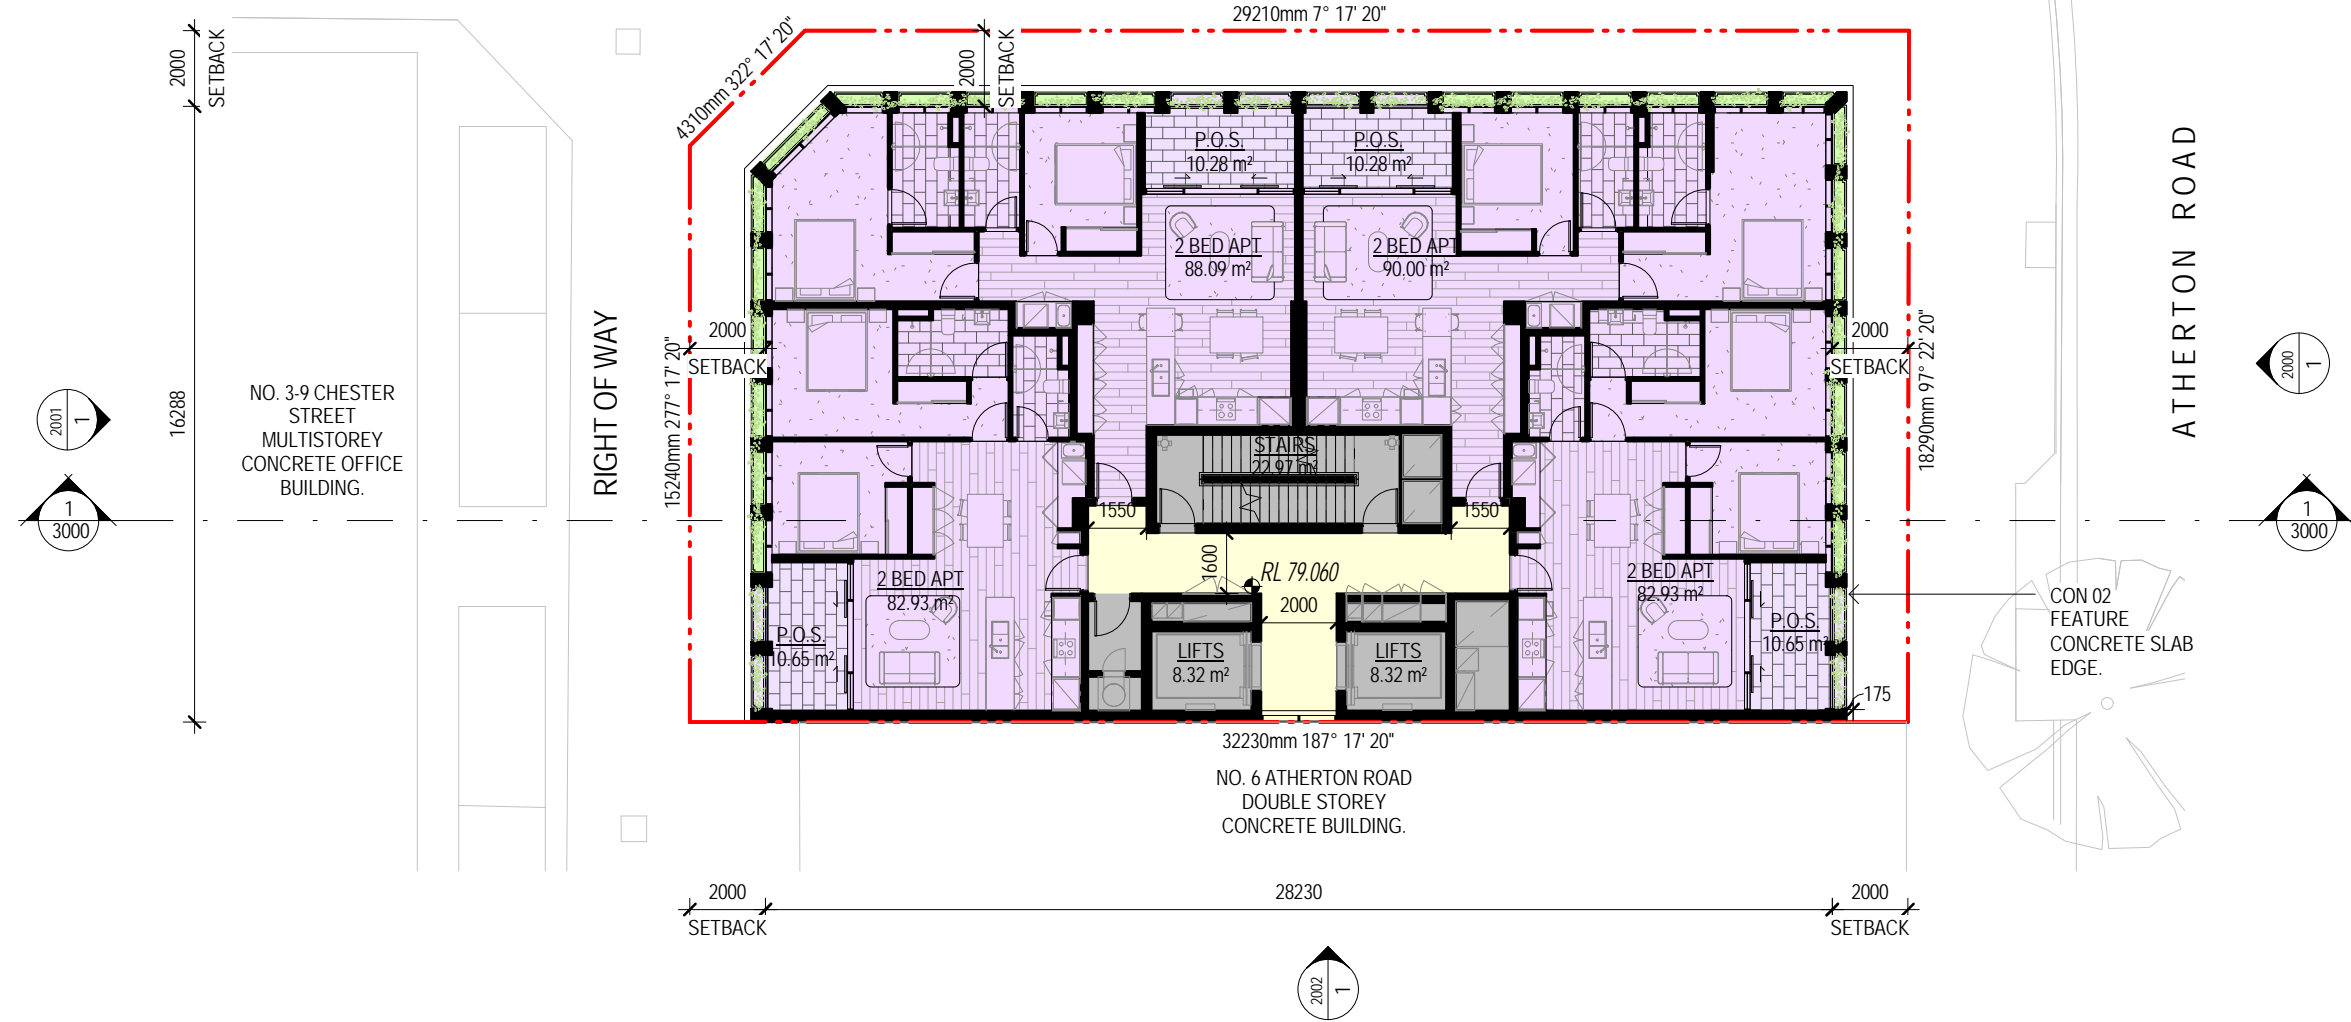 29210mm 7° 17' 20"
4310mm 322° 17' 20"
2000
SETBACK
2000
SETBACK
P.O.S.
10.28 m²
P.O.S.
10.28 m²
2 BED APT
88.09 m²
2 BED APT
90.00 m²
2000
SETBACK
2000
SETBACK
15240mm 277° 17' 20"
18290mm 97° 22' 20"
16288
RIGHT OF WAY
ATHERTON ROAD
NO. 3-9 CHESTER
STREET
MULTISTOREY
CONCRETE OFFICE
BUILDING.
2001
1
1
3000
2000
1
1
3000
STAIRS
22.97 m²
1550
1550
1600
RL 79.060
2000
2 BED APT
82.93 m²
2 BED APT
82.93 m²
P.O.S.
10.65 m²
P.O.S.
10.65 m²
LIFTS
8.32 m²
LIFTS
8.32 m²
CON 02
FEATURE
CONCRETE SLAB
EDGE.
175
32230mm 187° 17' 20"
NO. 6 ATHERTON ROAD
DOUBLE STOREY
CONCRETE BUILDING.
2000
SETBACK
28230
2000
SETBACK
2002
1